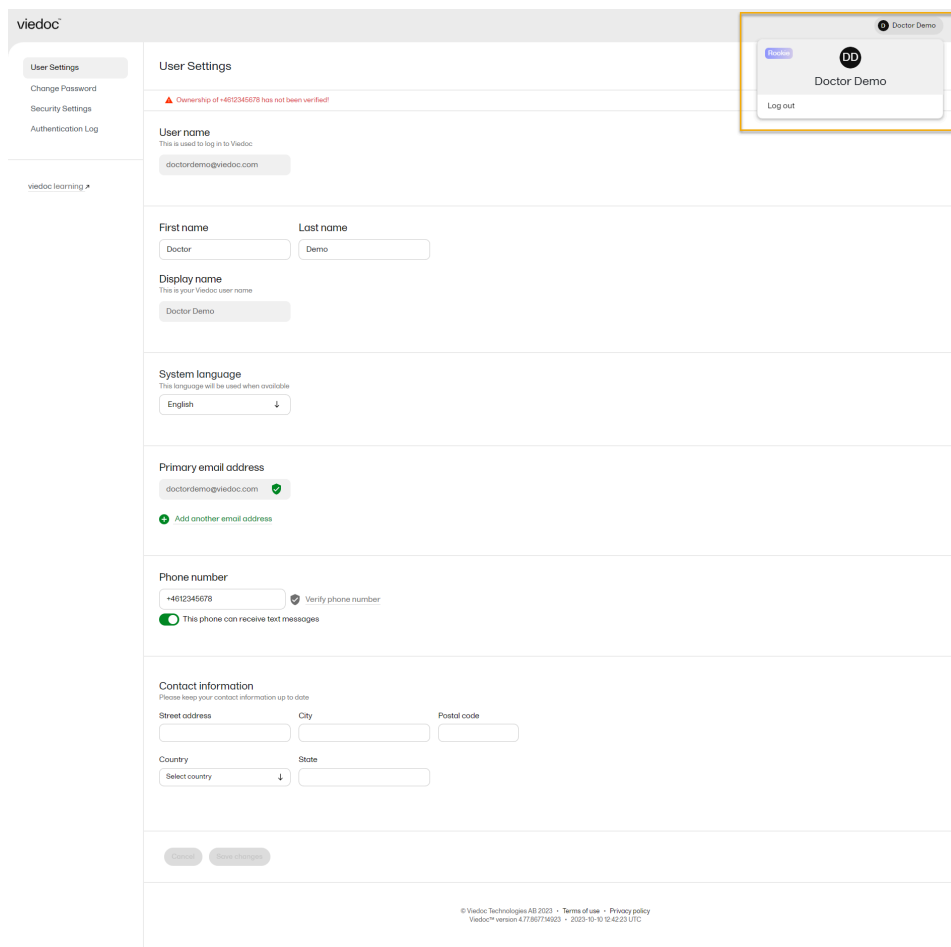 viedoc™
D Doctor Demo
Rookie
DD
Doctor Demo
Log out
User Settings
Change Password
Security Settings
Authentication Log
viedoc learning ↗
User Settings
Ownership of +4612345678 has not been verified!
User name
This is used to log in to Viedoc
doctordemo@viedoc.com
First name Last name
Doctor Demo
Display name
This is your Viedoc user name
Doctor Demo
System language
This language will be used when available
English
Primary email address
doctordemo@viedoc.com
Add another email address
Phone number
+4612345678 Verify phone number
This phone can receive text messages
Contact information
Please keep your contact information up to date
Street address City Postal code
Country State
Select country
Cancel Save changes
© Viedoc Technologies AB 2023 • Terms of use • Privacy policy
Viedoc™ version 4.77.8677.14923 • 2023-10-10 12:42:23 UTC